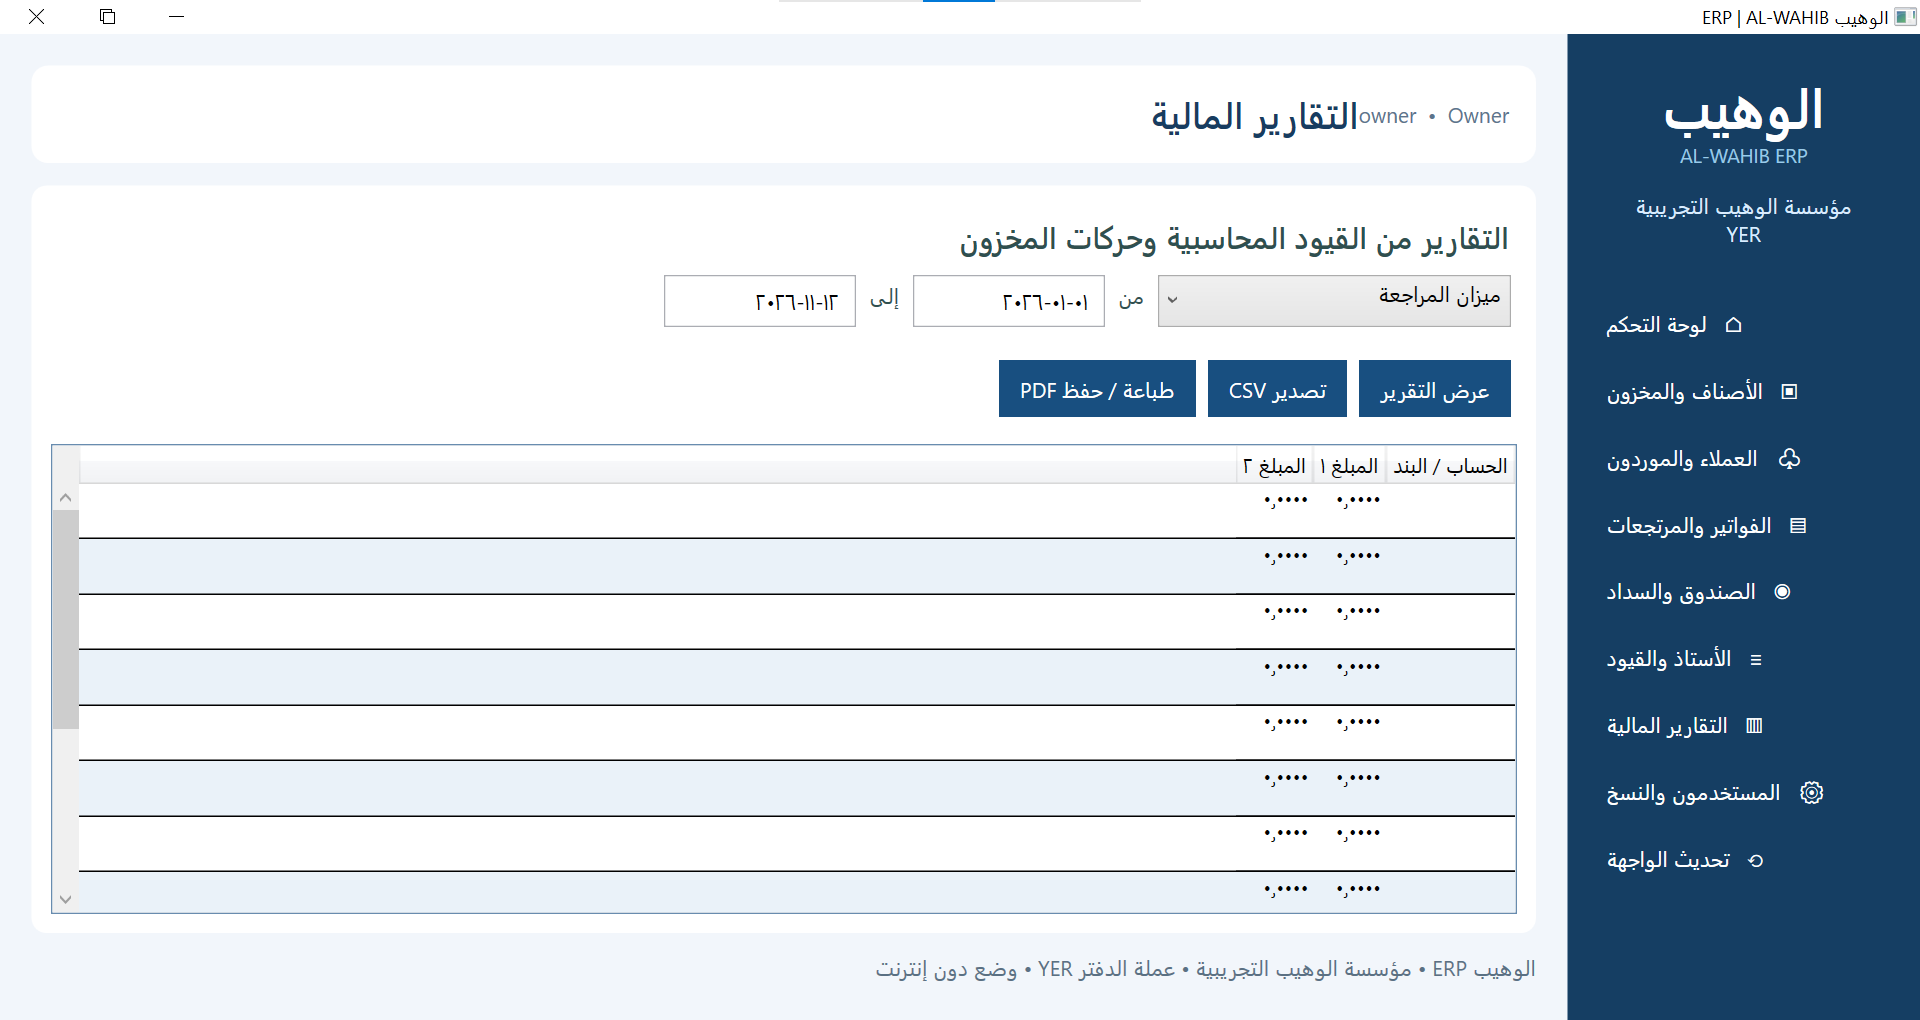 الوهيب ERP | AL-WAHIB
الوهيب
AL-WAHIB ERP
مؤسسة الوهيب التجريبية
YER
لوحة التحكم
الأصناف والمخزون
العملاء والموردون
الفواتير والمرتجعات
الصندوق والسداد
الأستاذ والقيود
التقارير المالية
المستخدمون والنسخ
تحديث الواجهة
Owner • owner
التقارير المالية
التقارير من القيود المحاسبية وحركات المخزون
ميزان المراجعة
من
٢٠٢٦-٠١-٠١
إلى
٢٠٢٦-١١-١٢
عرض التقرير
تصدير CSV
طباعة / حفظ PDF
الحساب / البند المبلغ ١ المبلغ ٢
٠٫٠٠٠٠ ٠٫٠٠٠٠
٠٫٠٠٠٠ ٠٫٠٠٠٠
٠٫٠٠٠٠ ٠٫٠٠٠٠
٠٫٠٠٠٠ ٠٫٠٠٠٠
٠٫٠٠٠٠ ٠٫٠٠٠٠
٠٫٠٠٠٠ ٠٫٠٠٠٠
٠٫٠٠٠٠ ٠٫٠٠٠٠
٠٫٠٠٠٠ ٠٫٠٠٠٠
الوهيب ERP • مؤسسة الوهيب التجريبية • عملة الدفتر YER • وضع دون إنترنت